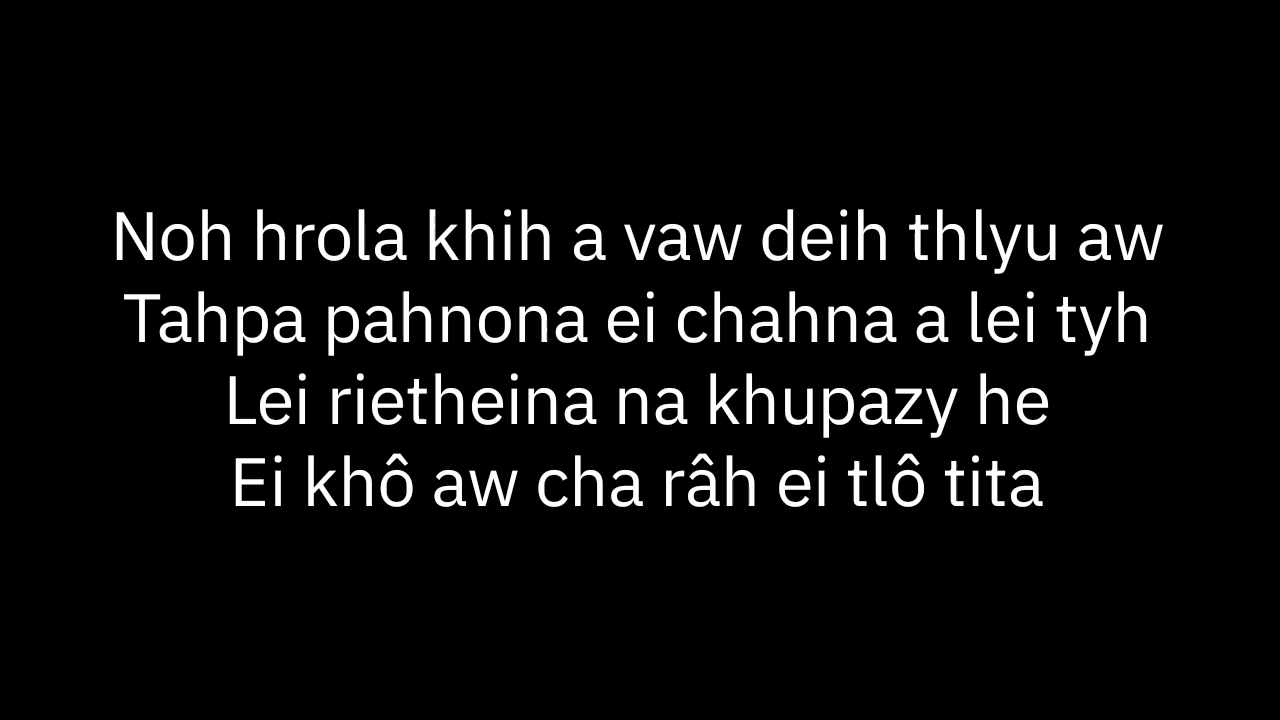 Noh hrola khih a vaw deih thlyu aw
Tahpa pahnona ei chahna a lei tyh
Lei rietheina na khupazy he
Ei khô aw cha râh ei tlô tita